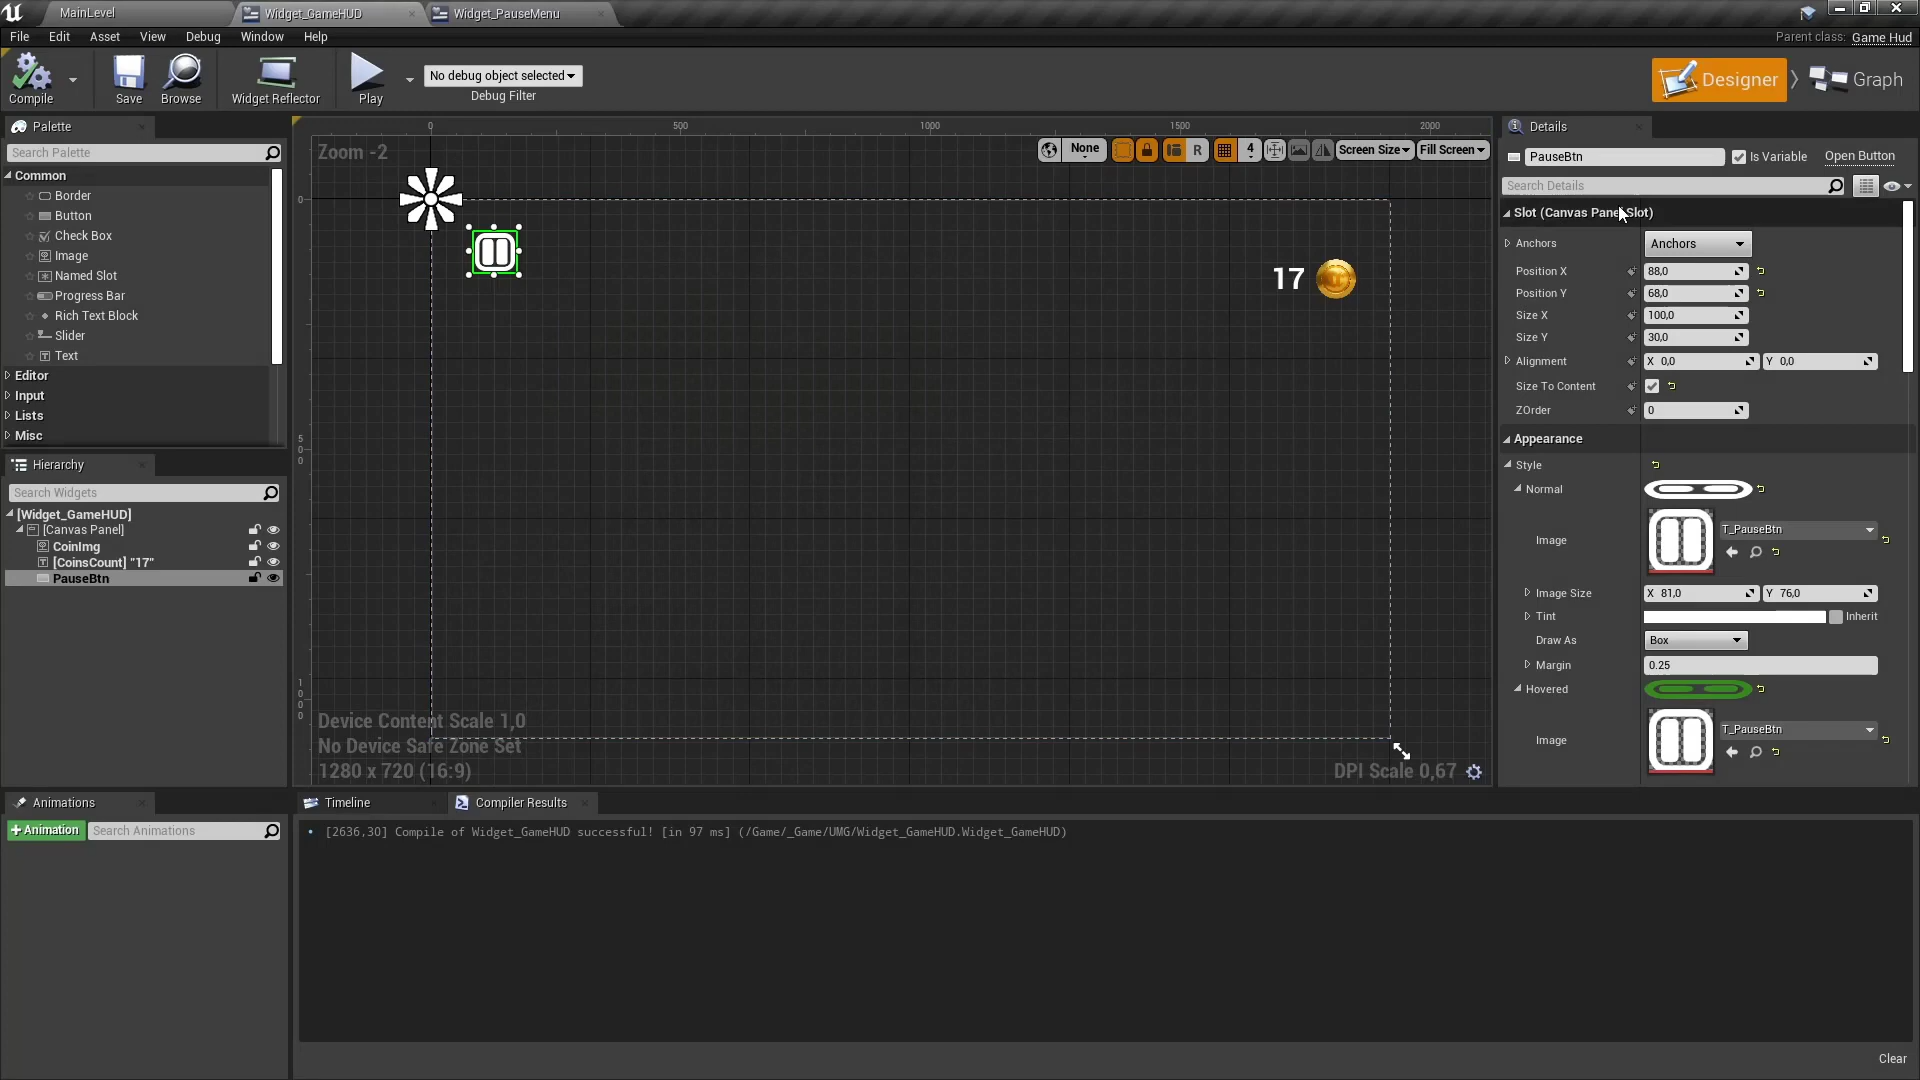 MainLevel
Widget_GameHUD
Widget_PauseMenu
File Edit Asset View Debug Window Help
Parent class: Game Hud
Compile
Save
Browse
Widget Reflector
Play
No debug object selected
Debug Filter
Designer
Graph
Palette
Search Palette
Common
Border
Button
Check Box
Image
Named Slot
Progress Bar
Rich Text Block
Slider
Text
Editor
Input
Lists
Misc
Hierarchy
Search Widgets
[Widget_GameHUD]
[Canvas Panel]
CoinImg
[CoinsCount] "17"
PauseBtn
0 500 1000 1500 2000
Zoom -2
None
R
4
Screen Size
Fill Screen
0
500
1000
17
Device Content Scale 1,0
No Device Safe Zone Set
1280 x 720 (16:9)
DPI Scale 0,67
Details
PauseBtn
Is Variable
Open Button
Search Details
Slot (Canvas Panel Slot)
Anchors Anchors
Position X 88,0
Position Y 68,0
Size X 100,0
Size Y 30,0
Alignment X 0,0 Y 0,0
Size To Content
ZOrder 0
Appearance
Style
Normal
Image T_PauseBtn
Image Size X 81,0 Y 76,0
Tint Inherit
Draw As Box
Margin 0.25
Hovered
Image T_PauseBtn
Animations
+Animation
Search Animations
Timeline
Compiler Results
[2636,30] Compile of Widget_GameHUD successful! [in 97 ms] (/Game/_Game/UMG/Widget_GameHUD.Widget_GameHUD)
Clear